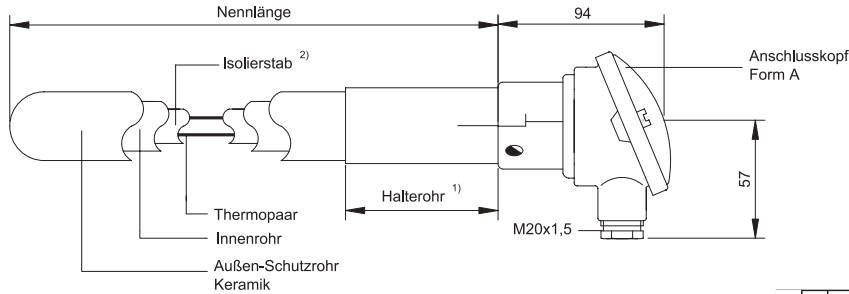 Nennlänge
94
Isolierstab 2)
Anschlusskopf
Form A
57
Halterohr 1)
Thermopaar
M20x1,5
Innenrohr
Außen-Schutzrohr
Keramik